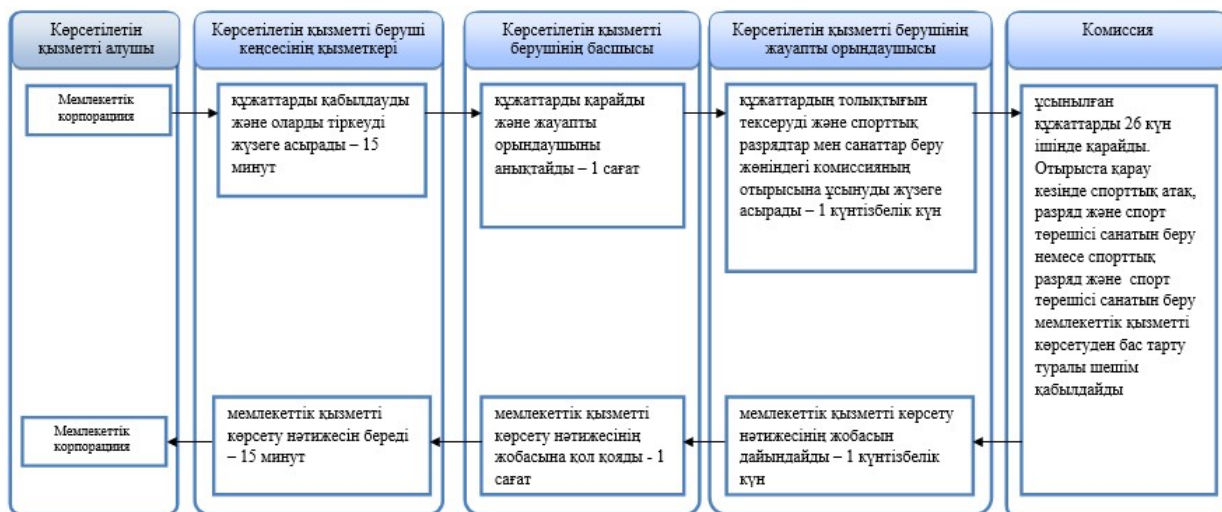 Көрсетілетін
қызметті алушы
Көрсетілетін қызметті беруші
кеңсесінің қызметкері
Көрсетілетін қызметті
берушінің басшысы
Көрсетілетін қызметті берушінің
жауапты орындаушысы
Комиссия
Мемлекеттік
корпорациия
құжаттарды қабылдауды
және оларды тіркеуді
жүзеге асырады – 15
минут
құжаттарды қарайды
және жауапты
орындаушыны
анықтайды – 1 сағат
құжаттардың толықтығын
тексеруді және спорттық
разрядтар мен санаттар беру
жөніндегі комиссияның
отырысына ұсынуды жүзеге
асырады – 1 күнтізбелік күн
ұсынылған
құжаттарды 26 күн
ішінде қарайды.
Отырыста қарау
кезінде спорттық атақ,
разряд және спорт
төрешісі санатын беру
немесе спорттық
разряд және спорт
төрешісі санатын беру
мемлекеттік қызметті
көрсетуден бас тарту
туралы шешім
қабылдайды
Мемлекеттік
корпорациия
мемлекеттік қызметті
көрсету нәтижесін береді
– 15 минут
мемлекеттік қызметті
көрсету нәтижесінің
жобасына қол қояды - 1
сағат
мемлекеттік қызметті көрсету
нәтижесінің жобасын
дайындайды – 1 күнтізбелік
күн